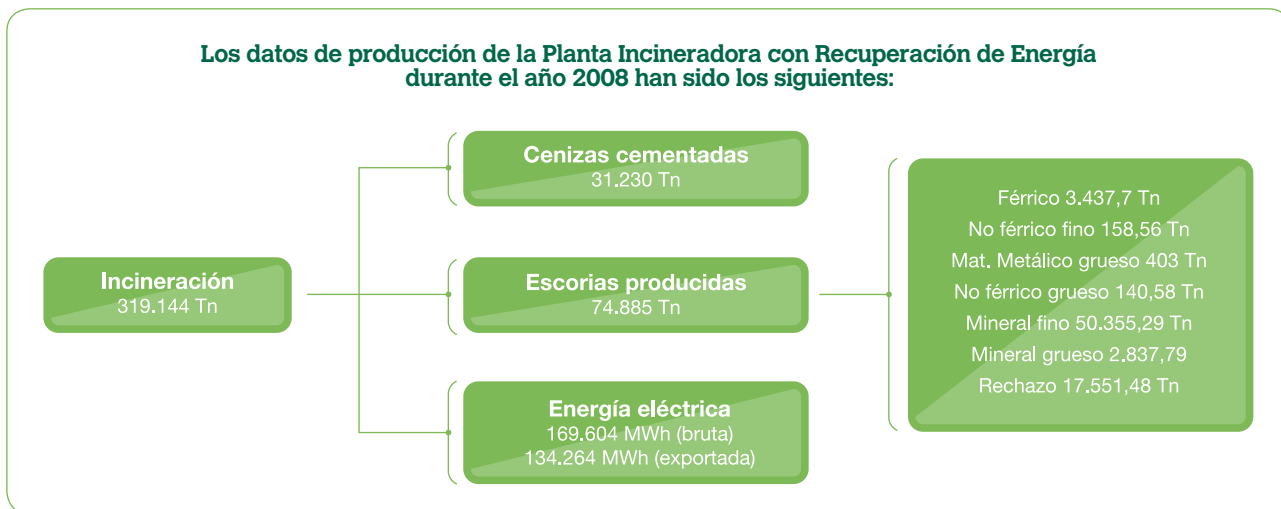 Los datos de producción de la Planta Incineradora con Recuperación de Energía
durante el año 2008 han sido los siguientes:
Incineración
319.144 Tn
Cenizas cementadas
31.230 Tn
Escorias producidas
74.885 Tn
Energía eléctrica
169.604 MWh (bruta)
134.264 MWh (exportada)
Férrico 3.437,7 Tn
No férrico fino 158,56 Tn
Mat. Metálico grueso 403 Tn
No férrico grueso 140,58 Tn
Mineral fino 50.355,29 Tn
Mineral grueso 2.837,79
Rechazo 17.551,48 Tn